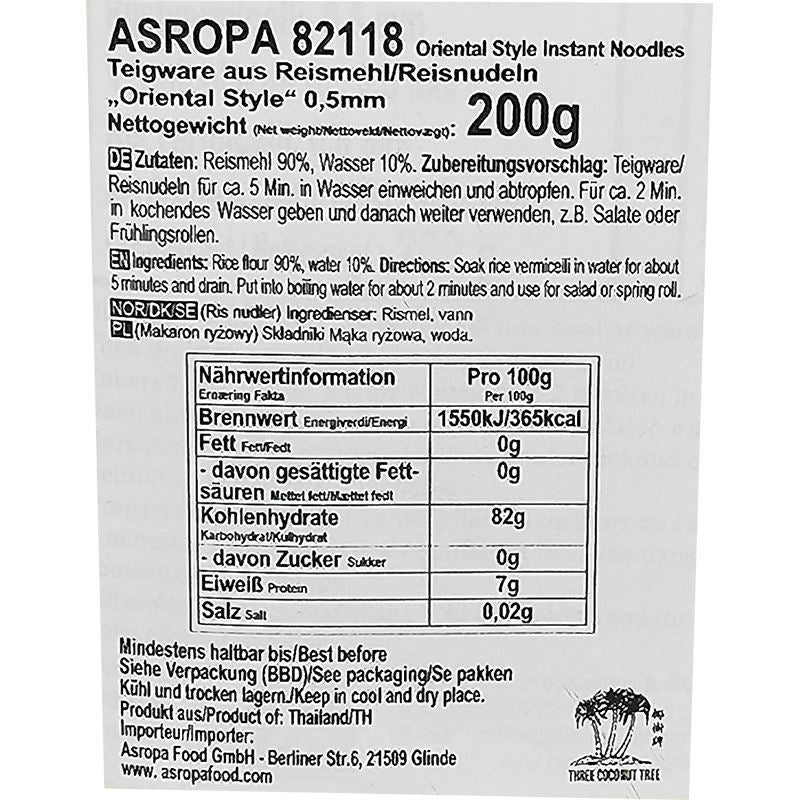 ASROPA 82118 Oriental Style Instant Noodles
Teigware aus Reismehl/Reisnudeln
„Oriental Style“ 0,5mm
Nettogewicht (Net weight/Nettoveld/Nettovægt): 200g
DE Zutaten: Reismehl 90%, Wasser 10%. Zubereitungsvorschlag: Teigware/
Reisnudeln für ca. 5 Min. in Wasser einweichen und abtropfen. Für ca. 2 Min.
in kochendes Wasser geben und danach weiter verwenden, z.B. Salate oder
Frühlingsrollen.
EN Ingredients: Rice flour 90%, water 10%. Directions: Soak rice vermicelli in water for about
5 minutes and drain. Put into boiling water for about 2 minutes and use for salad or spring roll.
NOR/DK/SE (Ris nudler) Ingredienser: Rismel, vann
PL (Makaron ryżowy) Składniki Mąka ryżowa, woda.
Nährwertinformation Pro 100g
Ernæring Fakta Per 100g
Brennwert Energiverdi/Energi 1550kJ/365kcal
Fett Fett/Fedt 0g
- davon gesättigte Fett- 0g
säuren Mettet fett/Mættet fedt
Kohlenhydrate 82g
Karbohydrat/Kulhydrat
- davon Zucker Sukker 0g
Eiweiß Protein 7g
Salz Salt 0,02g
Mindestens haltbar bis/Best before
Siehe Verpackung (BBD)/See packaging/Se pakken
Kühl und trocken lagern./Keep in cool and dry place.
Produkt aus/Product of: Thailand/TH
Importeur/Importer:
Asropa Food GmbH - Berliner Str.6, 21509 Glinde
www.asropafood.com
THREE COCONUT TREE